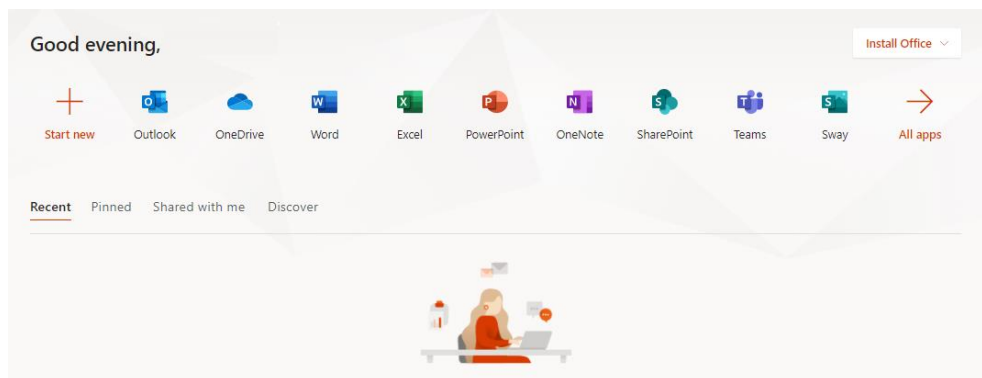 Good evening,
Install Office
Start new
Outlook
OneDrive
Word
Excel
PowerPoint
OneNote
SharePoint
Teams
Sway
All apps
Recent
Pinned
Shared with me
Discover